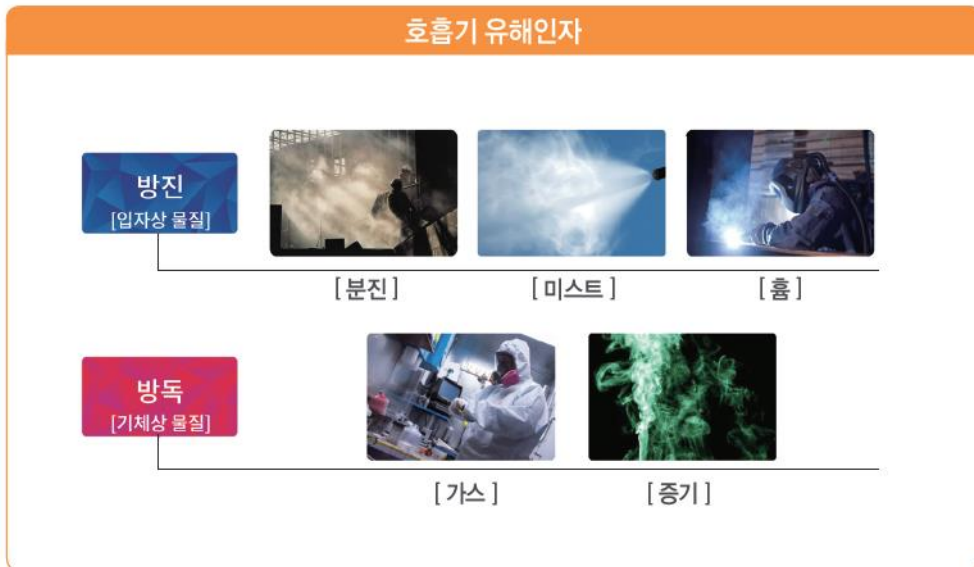 호흡기 유해인자
방진
[입자상 물질]
[ 분진 ]
[ 미스트 ]
[ 흄 ]
방독
[기체상 물질]
[ 가스 ]
[ 증기 ]